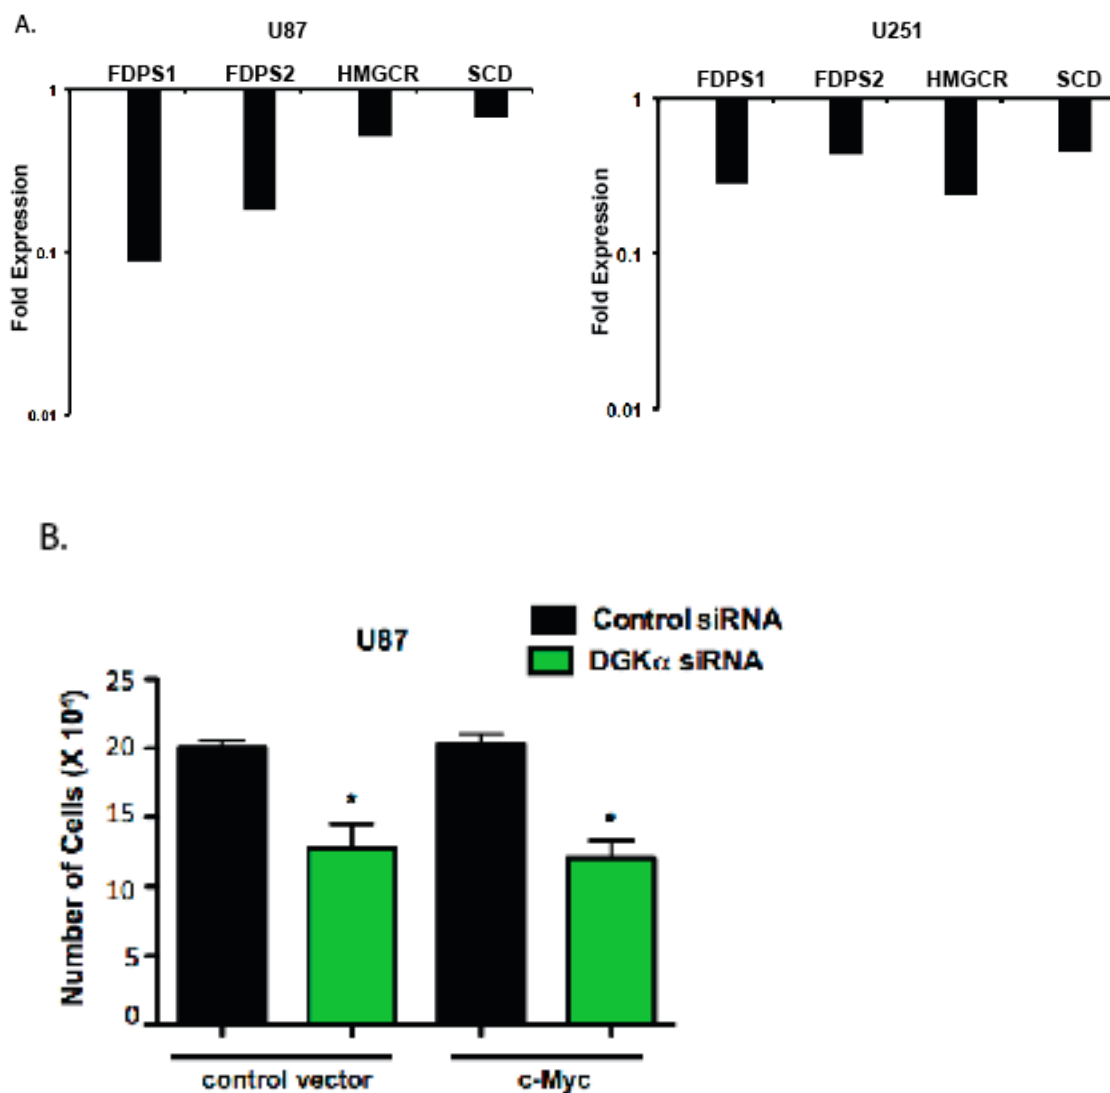 A.
U87
FDPS1 FDPS2 HMGCR SCD
1
0.1
0.01
Fold Expression
U251
FDPS1 FDPS2 HMGCR SCD
1
0.1
0.01
Fold Expression
B.
U87
Control siRNA
DGKα siRNA
25
20
15
10
5
0
Number of Cells (X 10⁴)
*
*
control vector
c-Myc